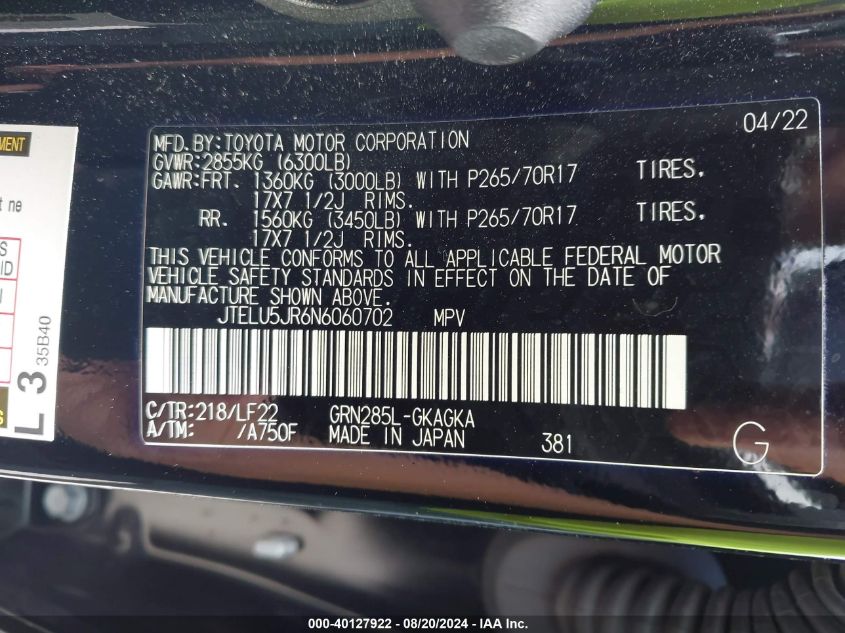 04/22
MFD. BY: TOYOTA MOTOR CORPORATION
GVWR: 2855KG (6300LB)
GAWR: FRT. 1360KG (3000LB) WITH P265/70R17 TIRES.
17X7 1/2J RIMS.
RR. 1560KG (3450LB) WITH P265/70R17 TIRES.
17X7 1/2J RIMS.
THIS VEHICLE CONFORMS TO ALL APPLICABLE FEDERAL MOTOR
VEHICLE SAFETY STANDARDS IN EFFECT ON THE DATE OF
MANUFACTURE SHOWN ABOVE.
JTELU5JR6N6060702 MPV
C/TR: 218/LF22 GRN285L-GKAGKA
A/TM: /A750F MADE IN JAPAN 381
G
L 3
35B40
000-40127922 - 08/20/2024 - IAA Inc.